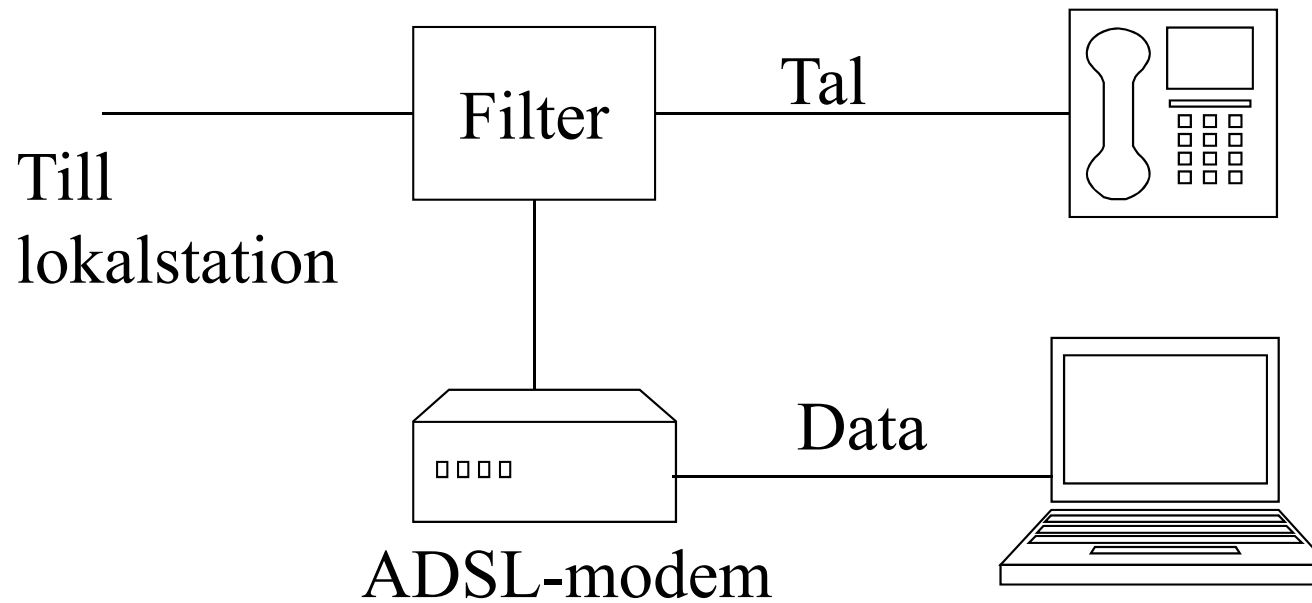 Tal
Filter
Till
lokalstation
Data
ADSL-modem